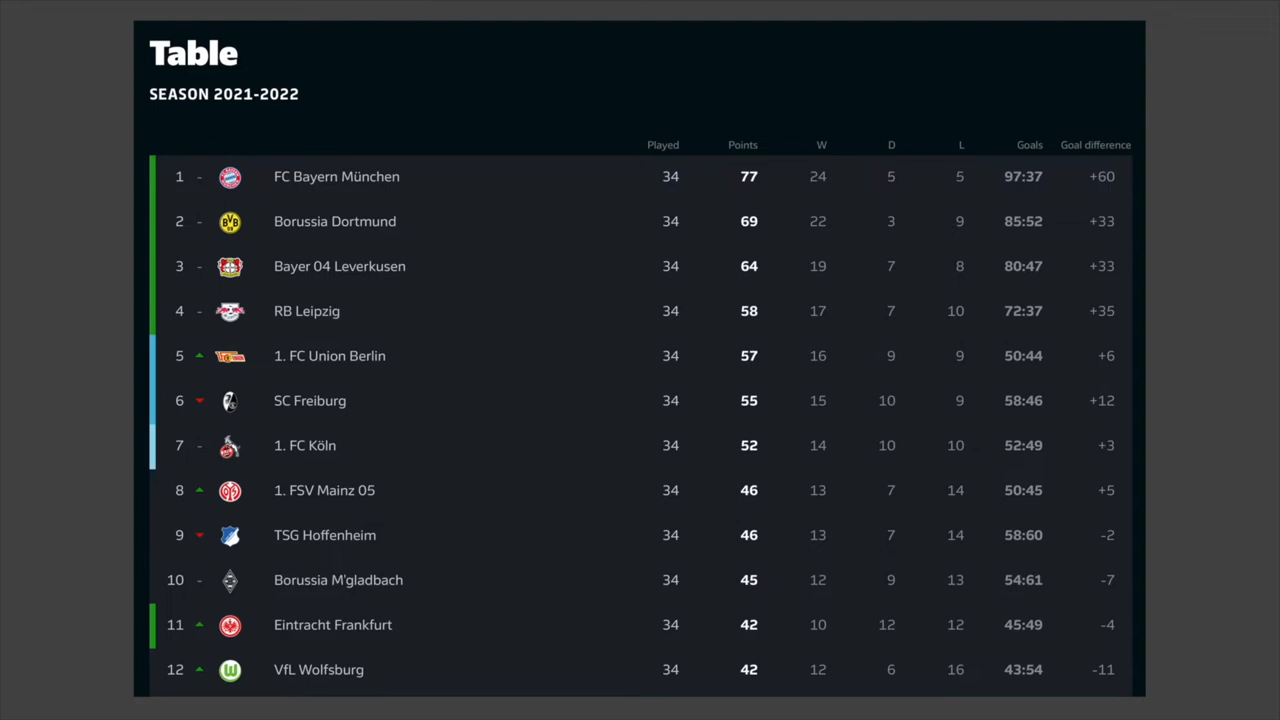 Table
SEASON 2021-2022
Played Points W D L Goals Goal difference
1 - FC Bayern München 34 77 24 5 5 97:37 +60
2 - Borussia Dortmund 34 69 22 3 9 85:52 +33
3 - Bayer 04 Leverkusen 34 64 19 7 8 80:47 +33
4 - RB Leipzig 34 58 17 7 10 72:37 +35
5 1. FC Union Berlin 34 57 16 9 9 50:44 +6
6 SC Freiburg 34 55 15 10 9 58:46 +12
7 - 1. FC Köln 34 52 14 10 10 52:49 +3
8 1. FSV Mainz 05 34 46 13 7 14 50:45 +5
9 TSG Hoffenheim 34 46 13 7 14 58:60 -2
10 - Borussia M'gladbach 34 45 12 9 13 54:61 -7
11 Eintracht Frankfurt 34 42 10 12 12 45:49 -4
12 VfL Wolfsburg 34 42 12 6 16 43:54 -11